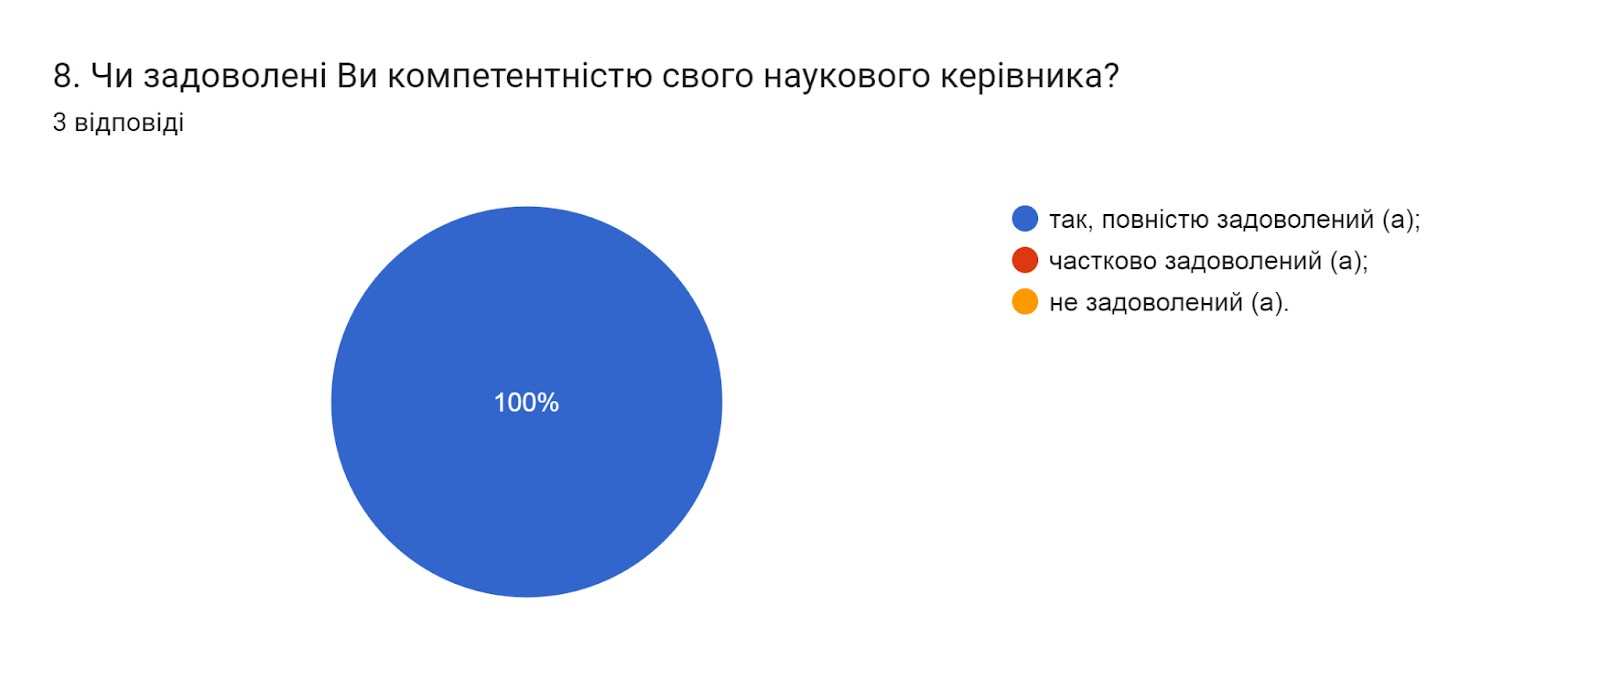 8. Чи задоволені Ви компетентністю свого наукового керівника?
3 відповіді
так, повністю задоволений (а);
частково задоволений (а);
не задоволений (а).
100%